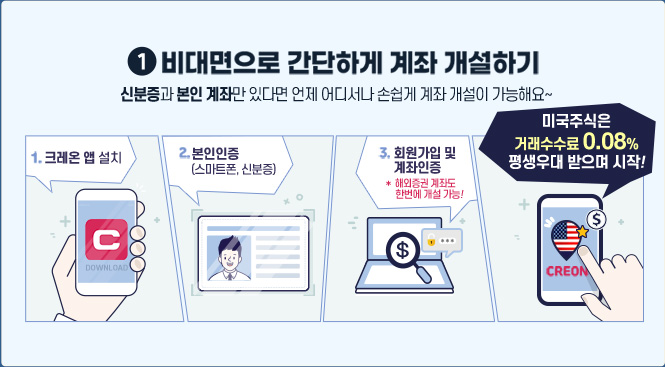 1 비대면으로 간단하게 계좌 개설하기
신분증과 본인 계좌만 있다면 언제 어디서나 손쉽게 계좌 개설이 가능해요~
1. 크레온 앱 설치
DOWNLOAD
2. 본인인증
(스마트폰, 신분증)
3. 회원가입 및
계좌인증
* 해외증권 계좌도
한번에 개설 가능!
$
미국주식은
거래수수료 0.08%
평생우대 받으며 시작!
$
CREON